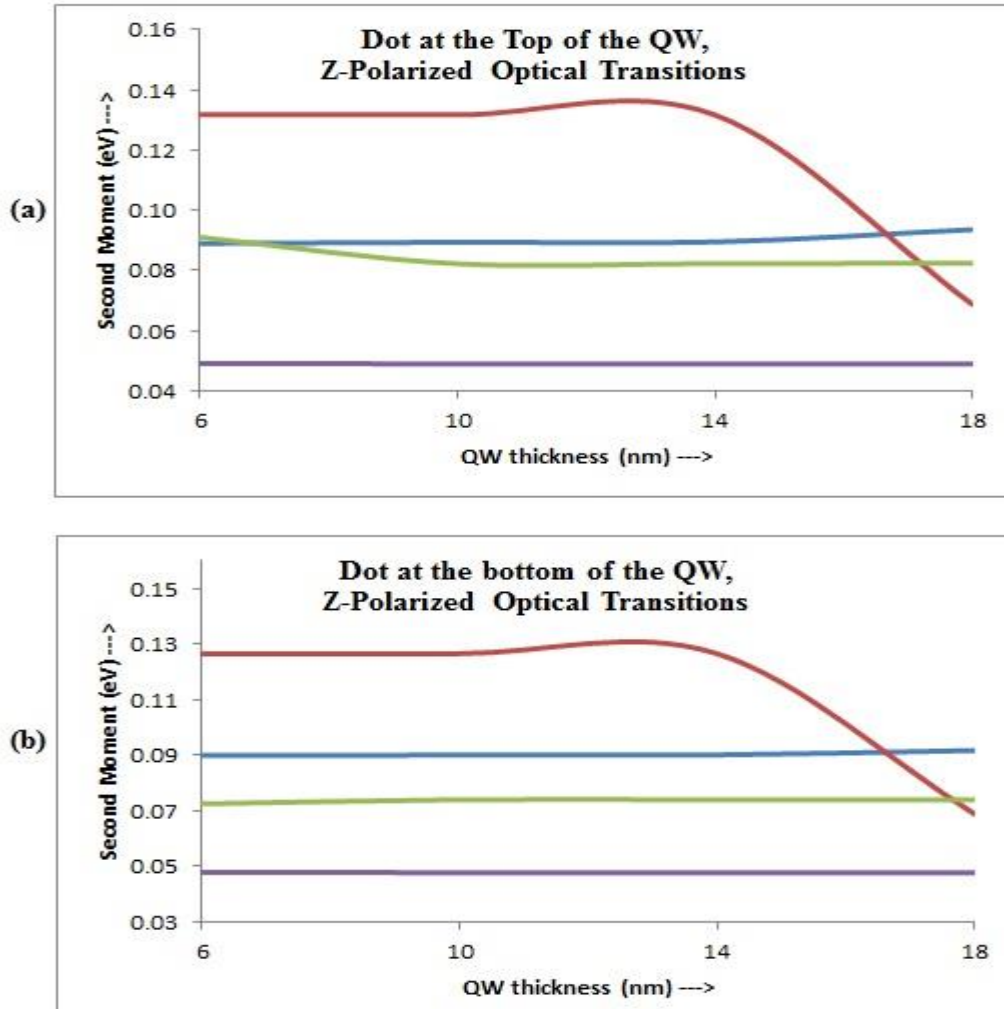 (a)
Dot at the Top of the QW,
Z-Polarized Optical Transitions
Second Moment (eV) --->
0.16
0.14
0.12
0.10
0.08
0.06
0.04
6 10 14 18
QW thickness (nm) --->
(b)
Dot at the bottom of the QW,
Z-Polarized Optical Transitions
Second Moment (eV) --->
0.15
0.13
0.11
0.09
0.07
0.05
0.03
6 10 14 18
QW thickness (nm) --->